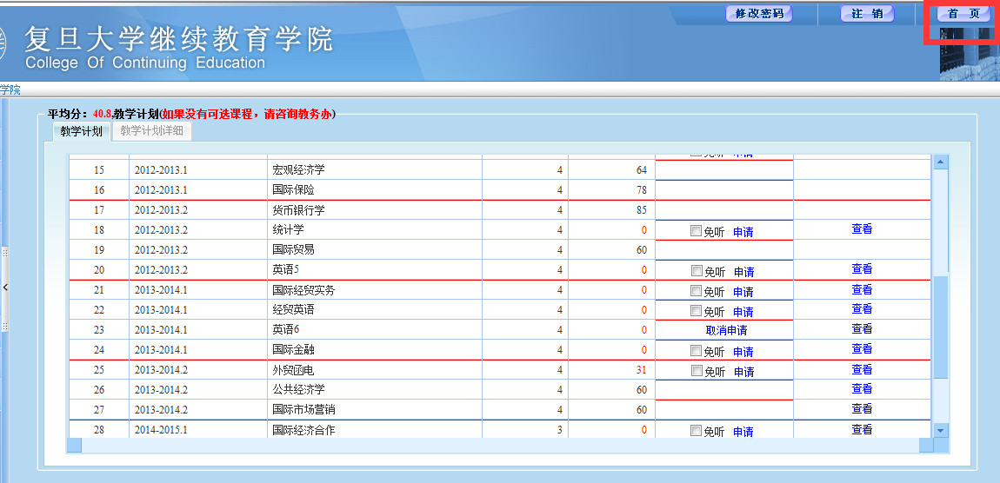 修改密码 注 销 首 页
复旦大学继续教育学院
College Of Continuing Education
学院
平均分：40.8,教学计划(如果没有可选课程，请咨询教务办)
教学计划 教学计划详细
免听 申请
15 2012-2013.1 宏观经济学 4 64
16 2012-2013.1 国际保险 4 78
17 2012-2013.2 货币银行学 4 85
18 2012-2013.2 统计学 4 0 免听 申请 查看
19 2012-2013.2 国际贸易 4 60
20 2012-2013.2 英语5 4 0 免听 申请 查看
21 2013-2014.1 国际经贸实务 4 0 免听 申请 查看
22 2013-2014.1 经贸英语 4 0 免听 申请 查看
23 2013-2014.1 英语6 4 0 取消申请 查看
24 2013-2014.1 国际金融 4 0 免听 申请 查看
25 2013-2014.2 外贸函电 4 31 免听 申请 查看
26 2013-2014.2 公共经济学 4 60 查看
27 2013-2014.2 国际市场营销 4 60 查看
28 2014-2015.1 国际经济合作 3 0 免听 申请 查看